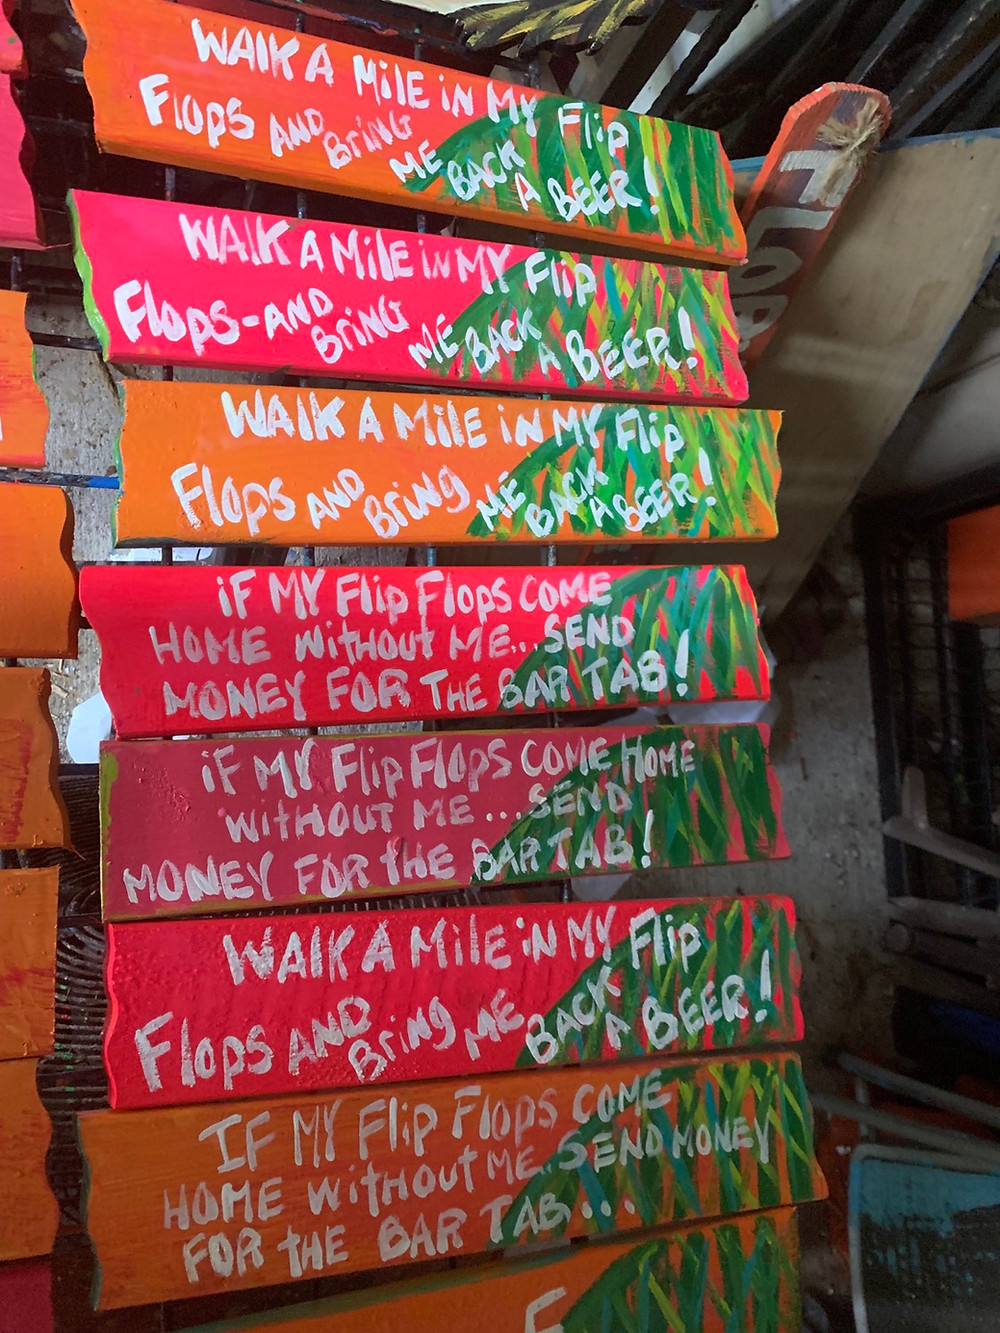 WAlK A MilE iN MY Flip
Flops AND BRiNG ME BACK A BEER!
WAlK A MilE iN MY Flip
Flops-AND BRiNG ME BACK A BEER!
WAlK A MilE iN MY Flip
Flops AND BRiNg ME BACK A BEER!
iF MY Flip Flops COME
HOME WitHOUT ME...SEND
MONEY FOR THE BAR TAB!
iF MY Flip Flops COME HOME
WitHOUT ME... SEND
MONEY FOR tHE BAR TAB!
WAlK A MilE iN MY Flip
Flops AND BRiNg ME BACK A BEER!
IF MY Flip Flops COME
HOME WitHOUT ME. SEND MONEY
FOR tHE BAR TAB...